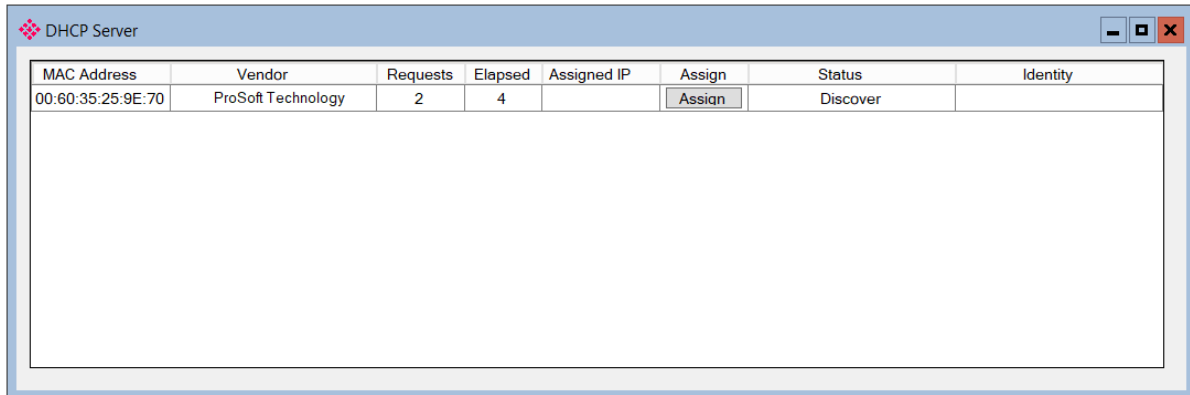 DHCP Server
MAC Address Vendor Requests Elapsed Assigned IP Assign Status Identity
00:60:35:25:9E:70 ProSoft Technology 2 4 Assign Discover